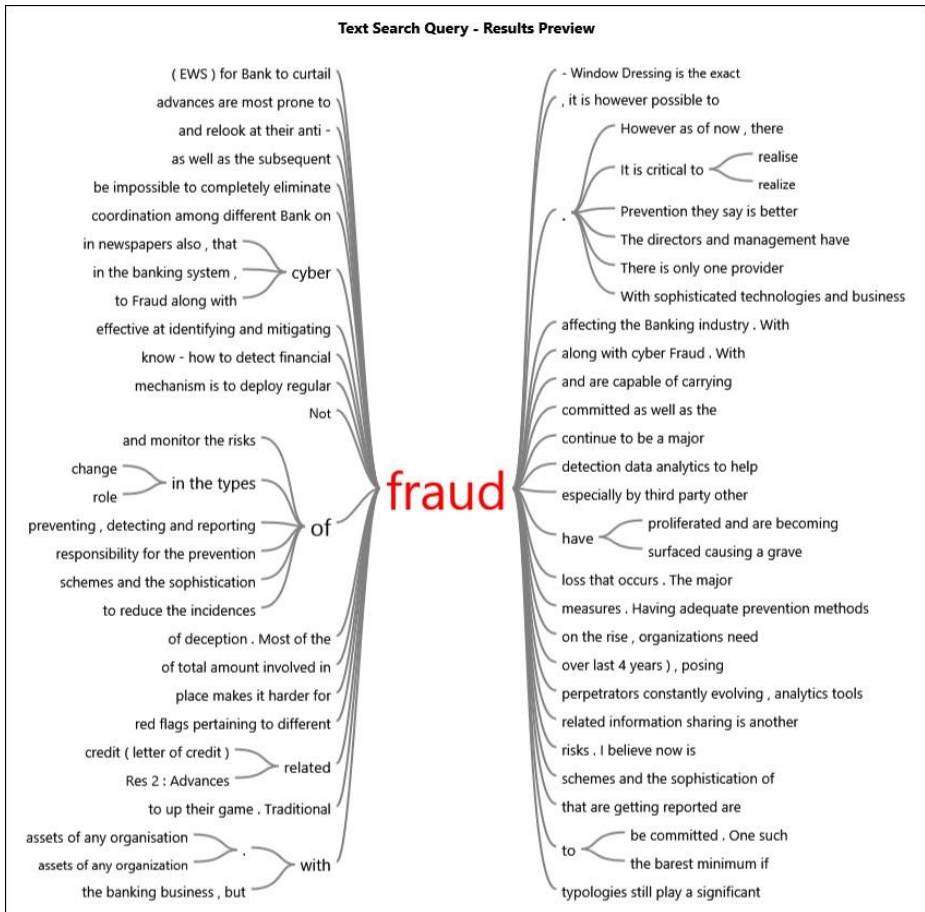 Text Search Query - Results Preview
( EWS ) for Bank to curtail
advances are most prone to
and relook at their anti -
as well as the subsequent
be impossible to completely eliminate
coordination among different Bank on
in newspapers also , that
in the banking system ,
to Fraud along with
cyber
effective at identifying and mitigating
know - how to detect financial
mechanism is to deploy regular
Not
and monitor the risks
change
role
in the types
preventing , detecting and reporting
responsibility for the prevention
schemes and the sophistication
to reduce the incidences
of
of deception . Most of the
of total amount involved in
place makes it harder for
red flags pertaining to different
credit ( letter of credit )
Res 2 : Advances
related
to up their game . Traditional
assets of any organisation
assets of any organization
.
the banking business , but
with
fraud
- Window Dressing is the exact
, it is however possible to
.
However as of now , there
It is critical to
realise
realize
Prevention they say is better
The directors and management have
There is only one provider
With sophisticated technologies and business
affecting the Banking industry . With
along with cyber Fraud . With
and are capable of carrying
committed as well as the
continue to be a major
detection data analytics to help
especially by third party other
have
proliferated and are becoming
surfaced causing a grave
loss that occurs . The major
measures . Having adequate prevention methods
on the rise , organizations need
over last 4 years ) , posing
perpetrators constantly evolving , analytics tools
related information sharing is another
risks . I believe now is
schemes and the sophistication of
that are getting reported are
to
be committed . One such
the barest minimum if
typologies still play a significant